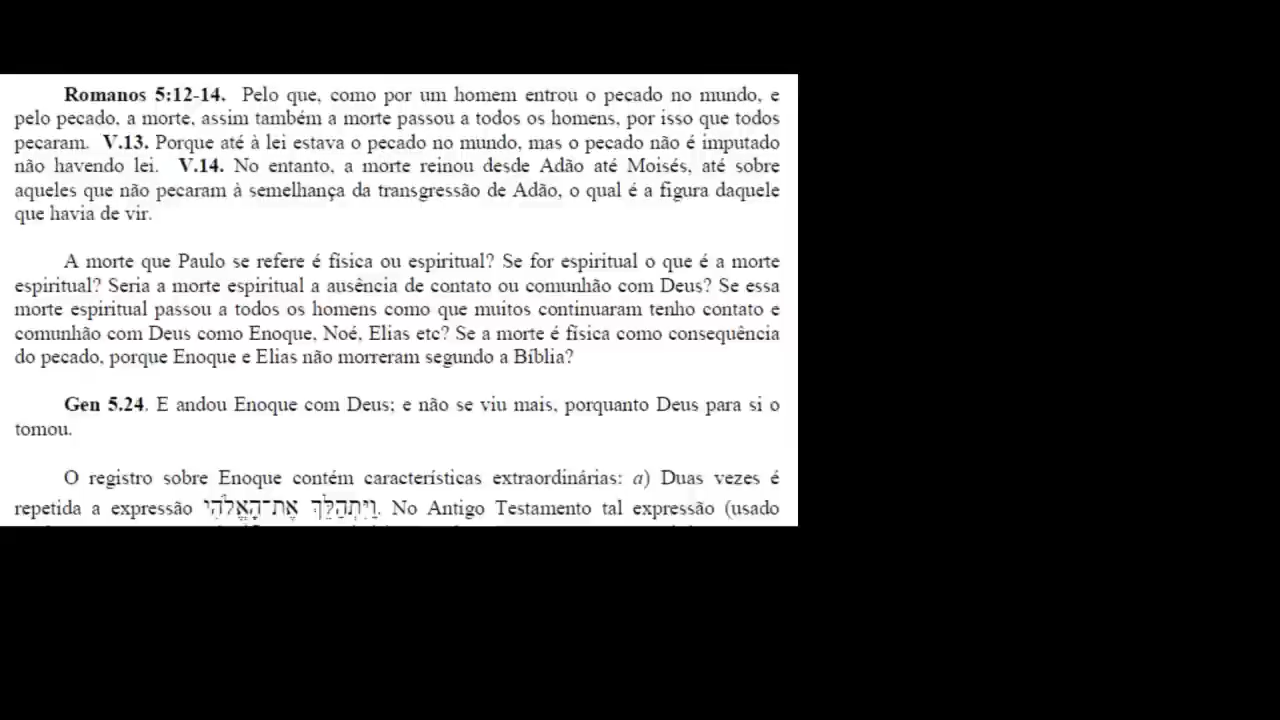 Romanos 5:12-14. Pelo que, como por um homem entrou o pecado no mundo, e
pelo pecado, a morte, assim também a morte passou a todos os homens, por isso que todos
pecaram. V.13. Porque até à lei estava o pecado no mundo, mas o pecado não é imputado
não havendo lei. V.14. No entanto, a morte reinou desde Adão até Moisés, até sobre
aqueles que não pecaram à semelhança da transgressão de Adão, o qual é a figura daquele
que havia de vir.
A morte que Paulo se refere é física ou espiritual? Se for espiritual o que é a morte
espiritual? Seria a morte espiritual a ausência de contato ou comunhão com Deus? Se essa
morte espiritual passou a todos os homens como que muitos continuaram tenho contato e
comunhão com Deus como Enoque, Noé, Elias etc? Se a morte é física como consequência
do pecado, porque Enoque e Elias não morreram segundo a Bíblia?
Gen 5.24. E andou Enoque com Deus; e não se viu mais, porquanto Deus para si o
tomou.
O registro sobre Enoque contém características extraordinárias: a) Duas vezes é
repetida a expressão וַיִּתְהַלֵּךְ אֶת־הָאֱלֹהִי. No Antigo Testamento tal expressão (usado